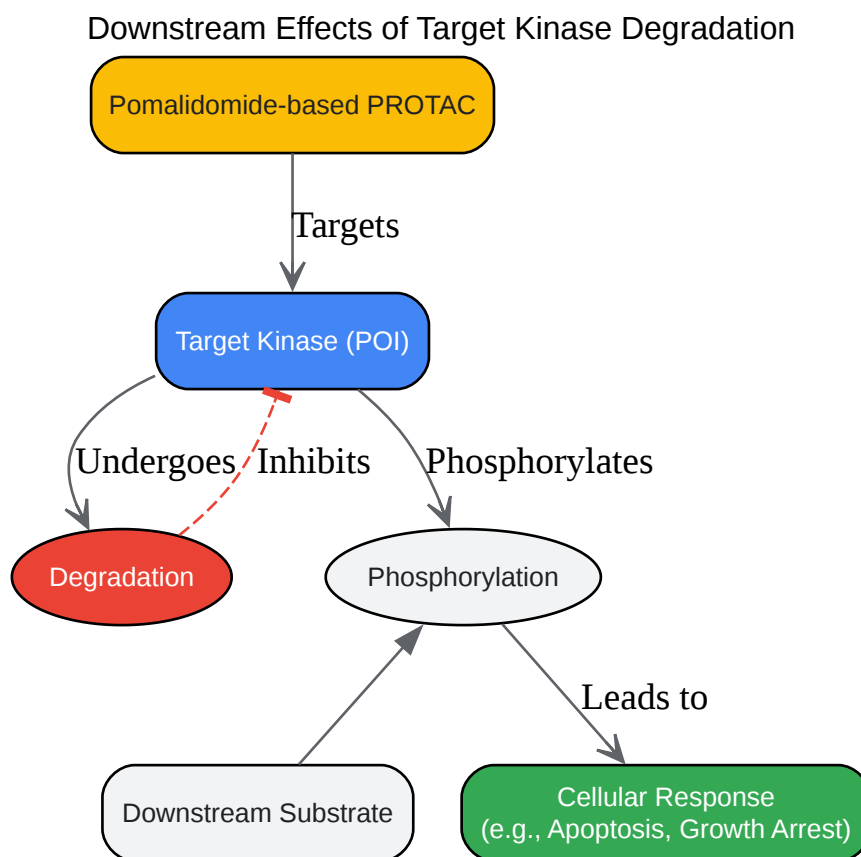 Downstream Effects of Target Kinase Degradation
Pomalidomide-based PROTAC
Targets
Target Kinase (POI)
Undergoes
Inhibits
Phosphorylates
Degradation
Phosphorylation
Leads to
Downstream Substrate
Cellular Response
(e.g., Apoptosis, Growth Arrest)